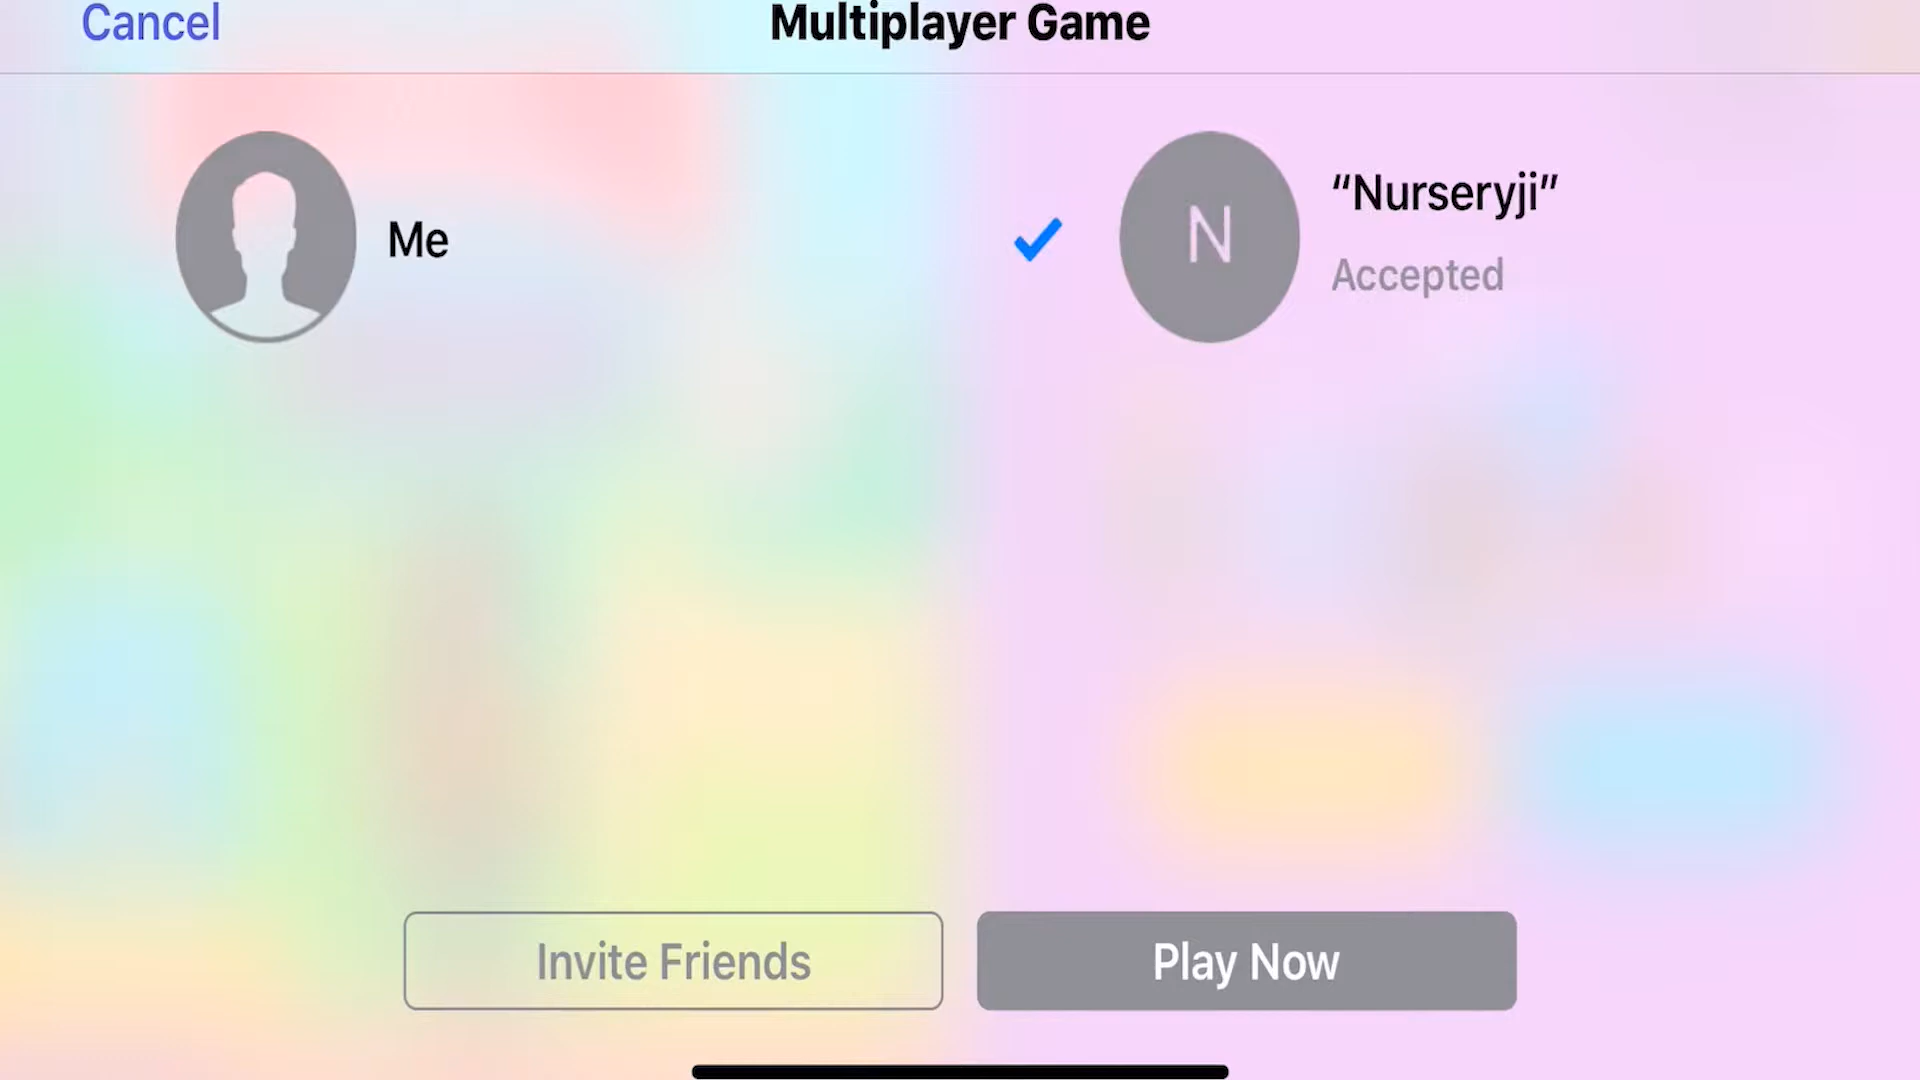 Cancel
Multiplayer Game
Me
N
“Nurseryji”
Accepted
Invite Friends
Play Now